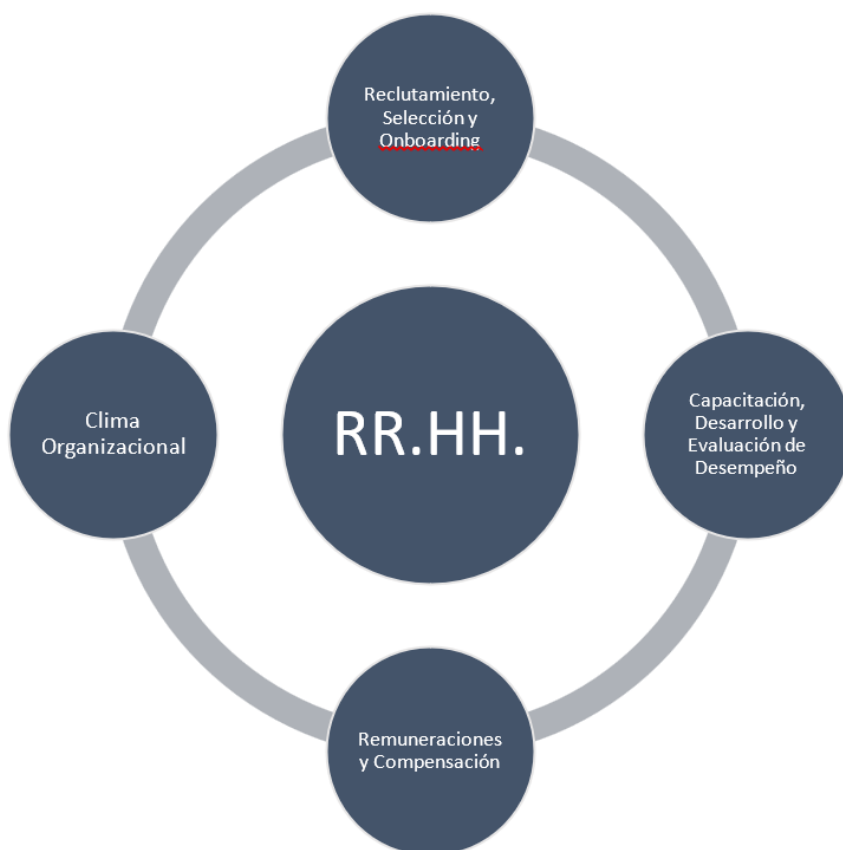 Reclutamiento,
Selección y
Onboarding
RR.HH.
Clima
Organizacional
Capacitación,
Desarrollo y
Evaluación de
Desempeño
Remuneraciones
y Compensación